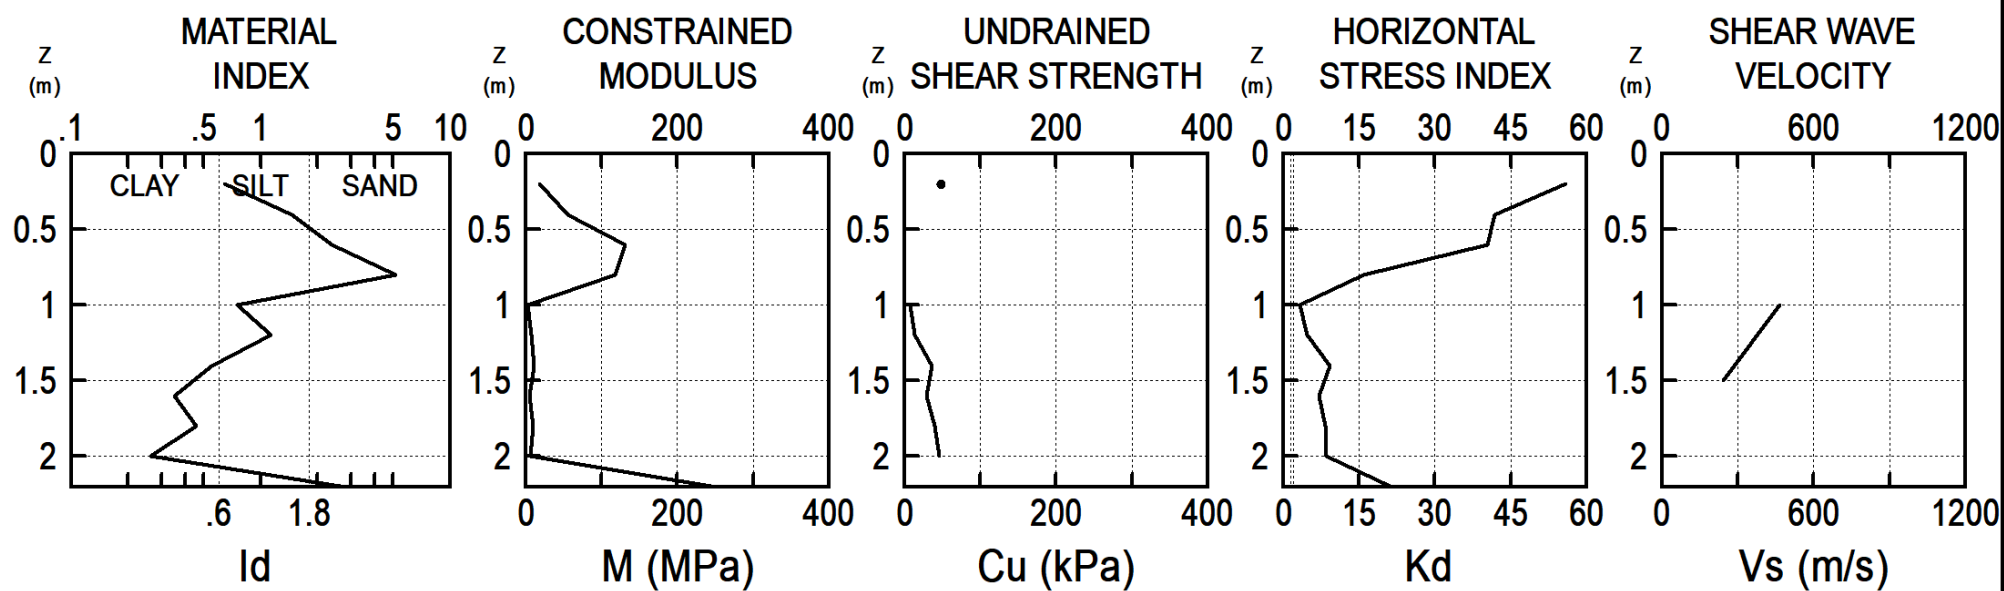 MATERIAL
INDEX
CONSTRAINED
MODULUS
UNDRAINED
SHEAR STRENGTH
HORIZONTAL
STRESS INDEX
SHEAR WAVE
VELOCITY
Z Z Z Z Z
(m) (m) (m) (m) (m)
.1 .5 1 5 10 0 200 400 0 200 400 0 15 30 45 60 0 600 1200
0 0 0 0 0
CLAY SILT SAND
0.5 0.5 0.5 0.5 0.5
1 1 1 1 1
1.5 1.5 1.5 1.5 1.5
2 2 2 2 2
.6 1.8 0 200 400 0 200 400 0 15 30 45 60 0 600 1200
Id M (MPa) Cu (kPa) Kd Vs (m/s)